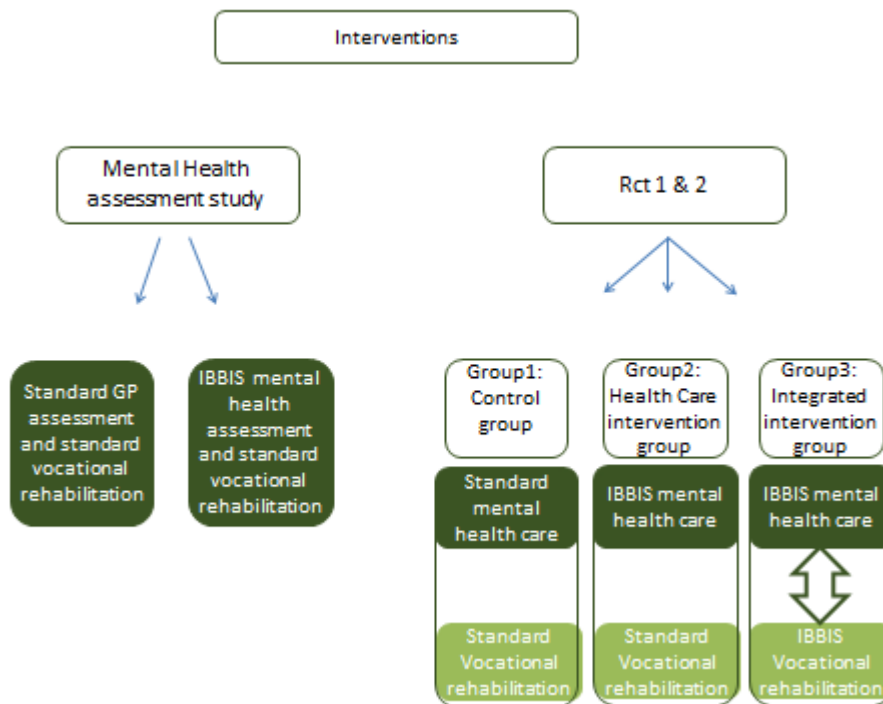 Interventions
Mental Health
assessment study
Rct 1 & 2
Standard GP
assessment
and standard
vocational
rehabilitation
IBBIS mental
health
assessment
and standard
vocational
rehabilitation
Group1:
Control
group
Group2:
Health Care
intervention
group
Group3:
Integrated
intervention
group
Standard
mental
health care
IBBIS mental
health care
IBBIS mental
health care
Standard
Vocational
rehabilitation
Standard
Vocational
rehabilitation
IBBIS
Vocational
rehabilitation